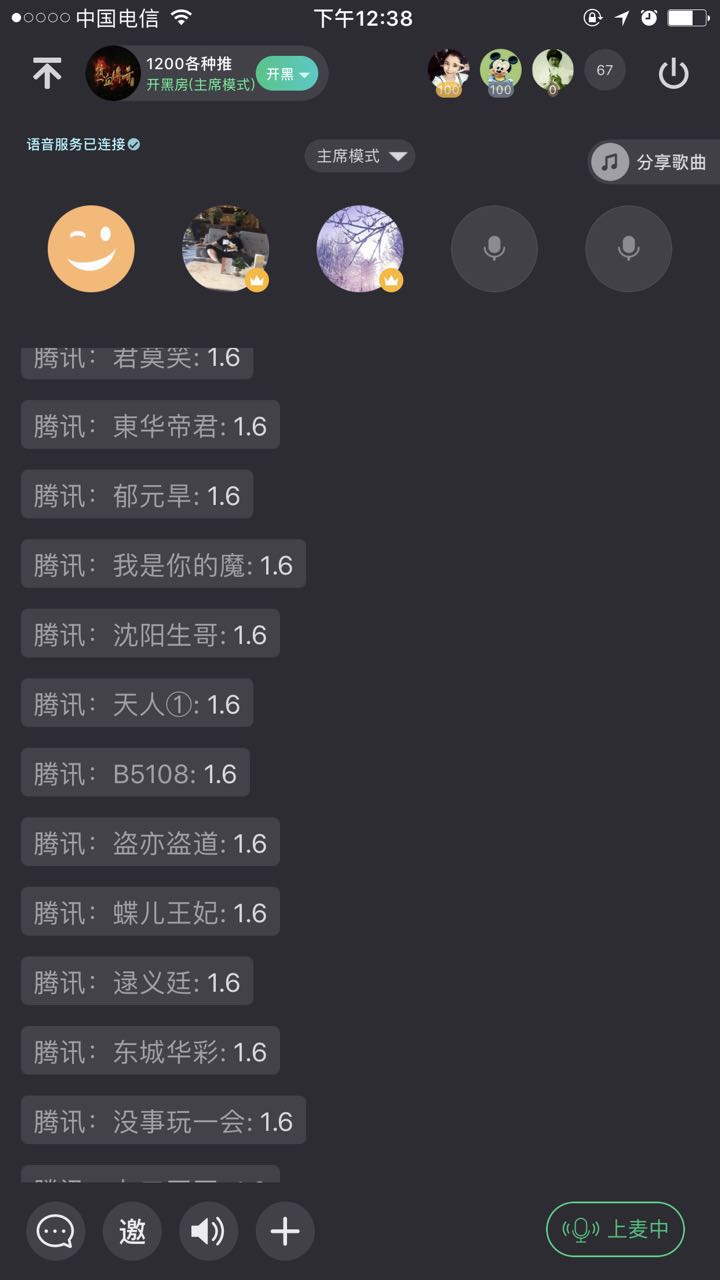 中国电信
下午12:38
1200各种推
开黑房(主席模式)
开黑
100
100
0
67
语音服务已连接
主席模式
分享歌曲
腾讯：君莫笑: 1.6
腾讯：東华帝君: 1.6
腾讯：郁元旱: 1.6
腾讯：我是你的魔: 1.6
腾讯：沈阳生哥: 1.6
腾讯：天人①: 1.6
腾讯：B5108: 1.6
腾讯：盗亦盗道: 1.6
腾讯：蝶儿王妃: 1.6
腾讯：逯义廷: 1.6
腾讯：东城华彩: 1.6
腾讯：没事玩一会: 1.6
邀
上麦中